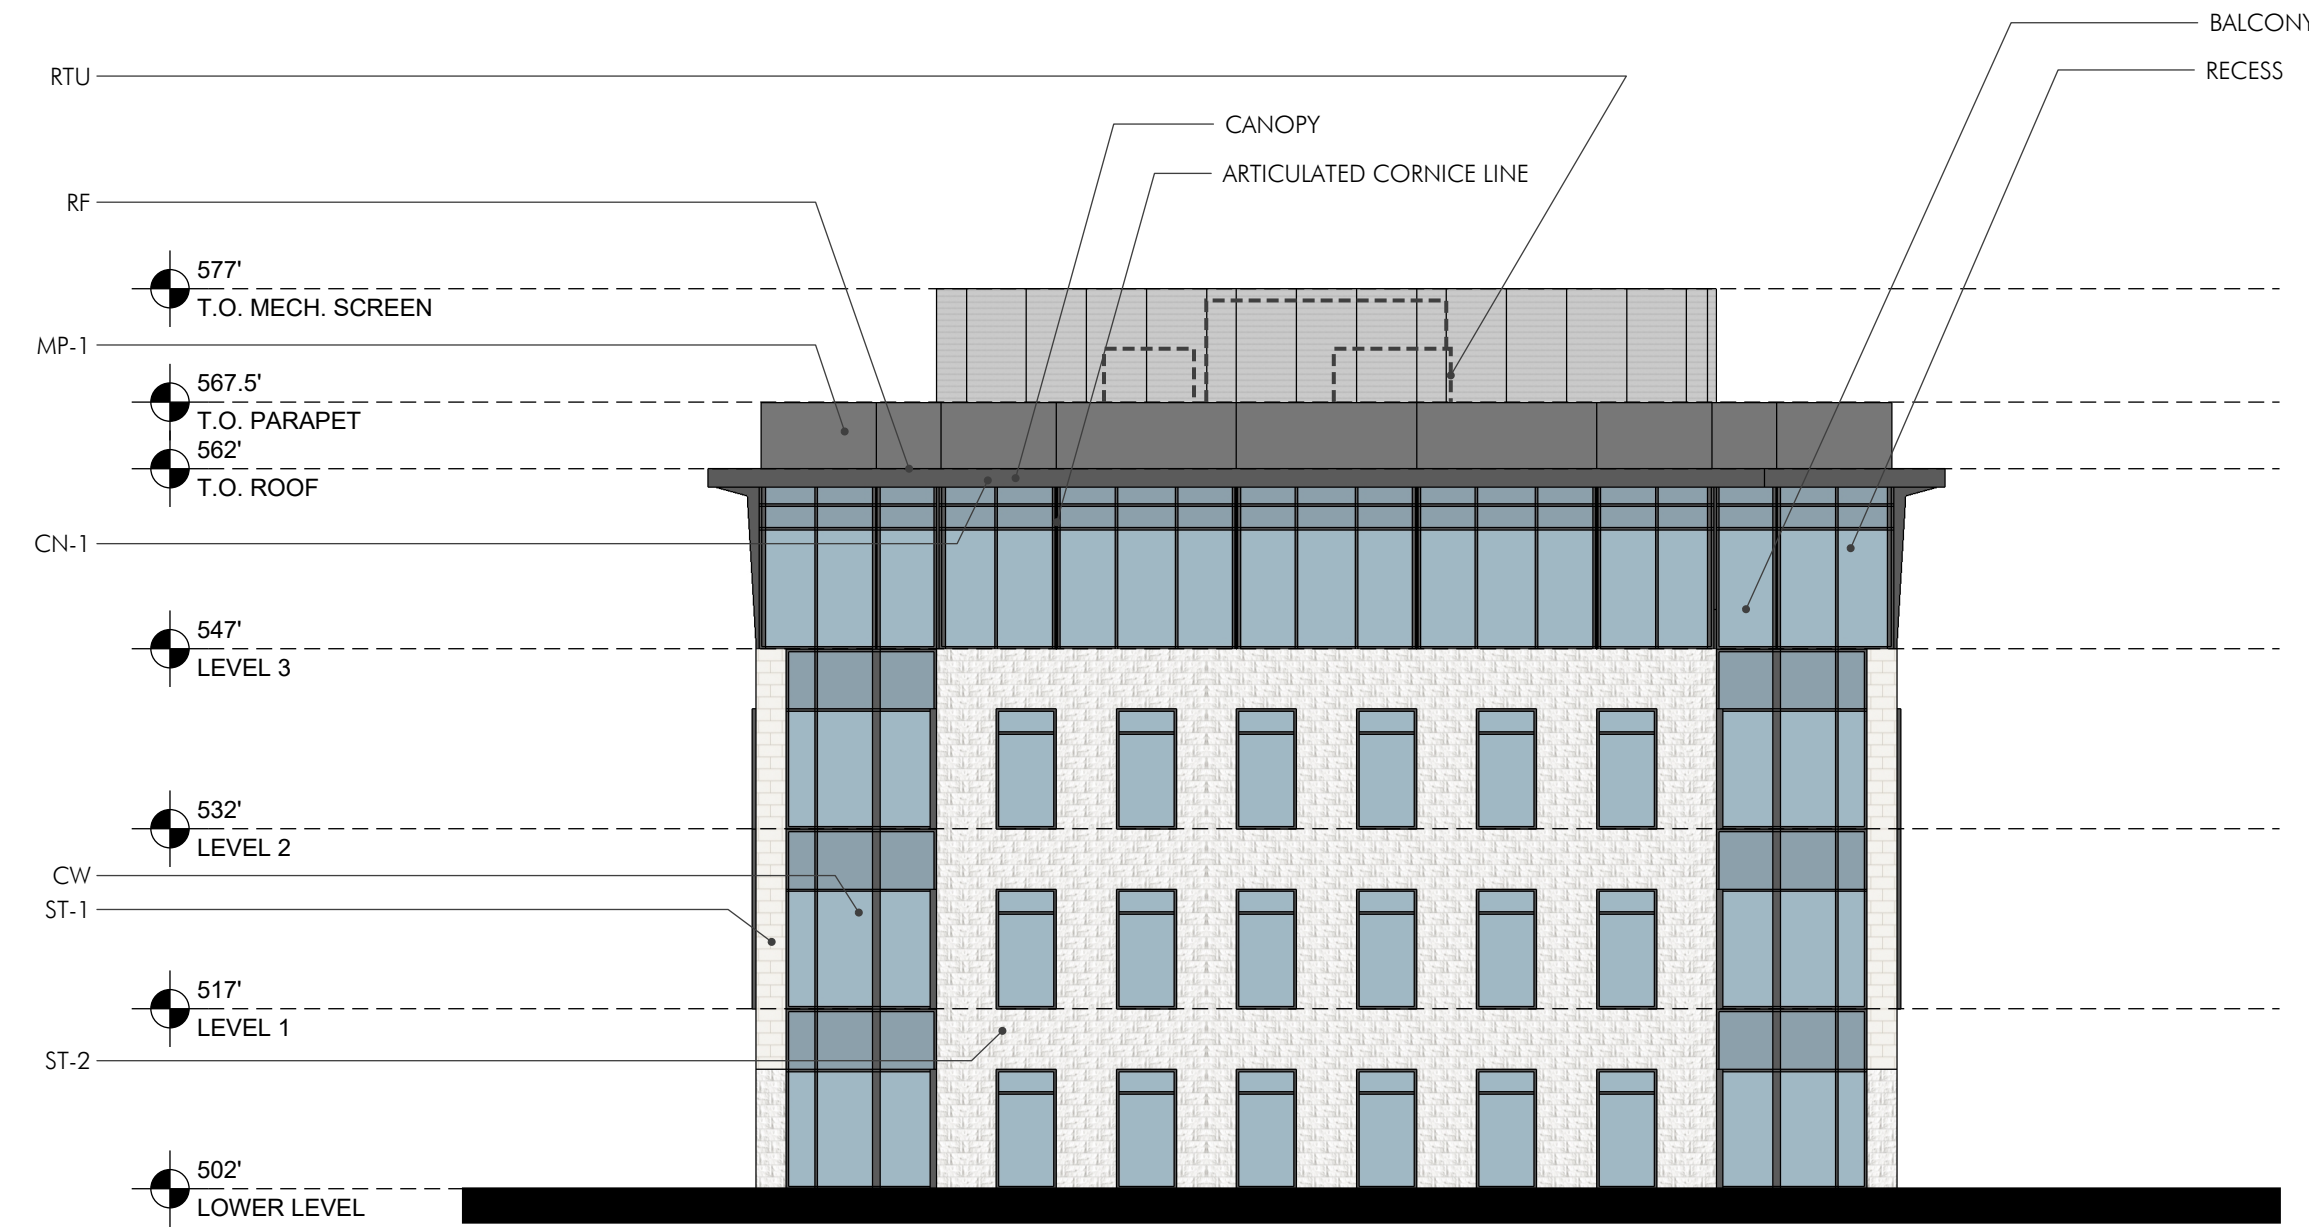 BALCONY
RTU
RECESS
CANOPY
ARTICULATED CORNICE LINE
RF
577'
T.O. MECH. SCREEN
MP-1
567.5'
T.O. PARAPET
562'
T.O. ROOF
CN-1
547'
LEVEL 3
532'
LEVEL 2
CW
ST-1
517'
LEVEL 1
ST-2
502'
LOWER LEVEL